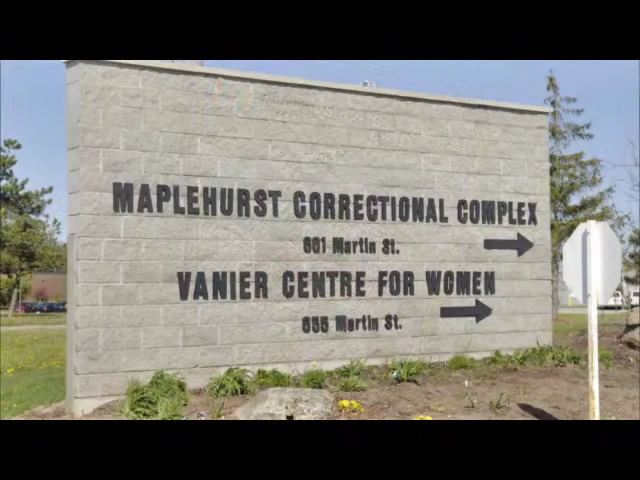 MAPLEHURST CORRECTIONAL COMPLEX
661 Martin St.
VANIER CENTRE FOR WOMEN
655 Martin St.